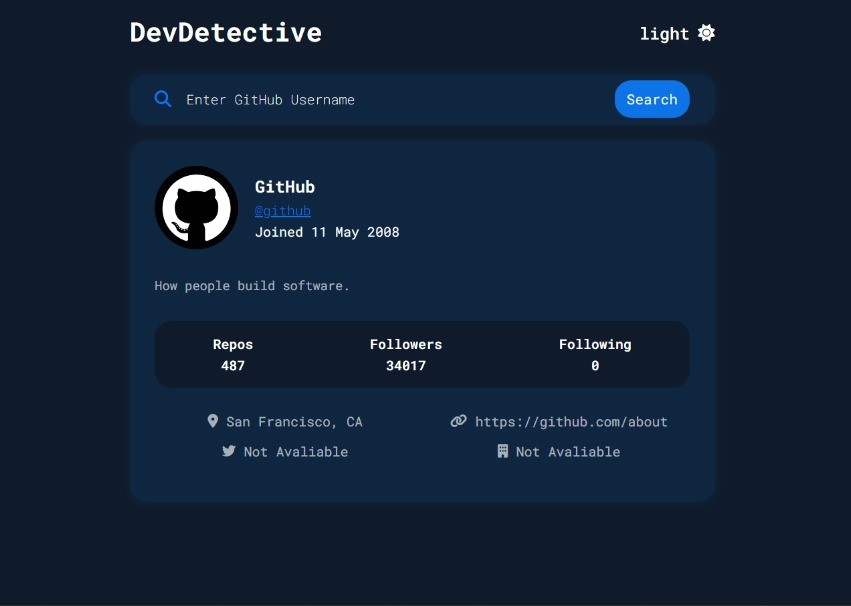 DevDetective
light
Enter GitHub Username
Search
GitHub
@github
Joined 11 May 2008
How people build software.
Repos Followers Following
487 34017 0
San Francisco, CA https://github.com/about
Not Avaliable Not Avaliable